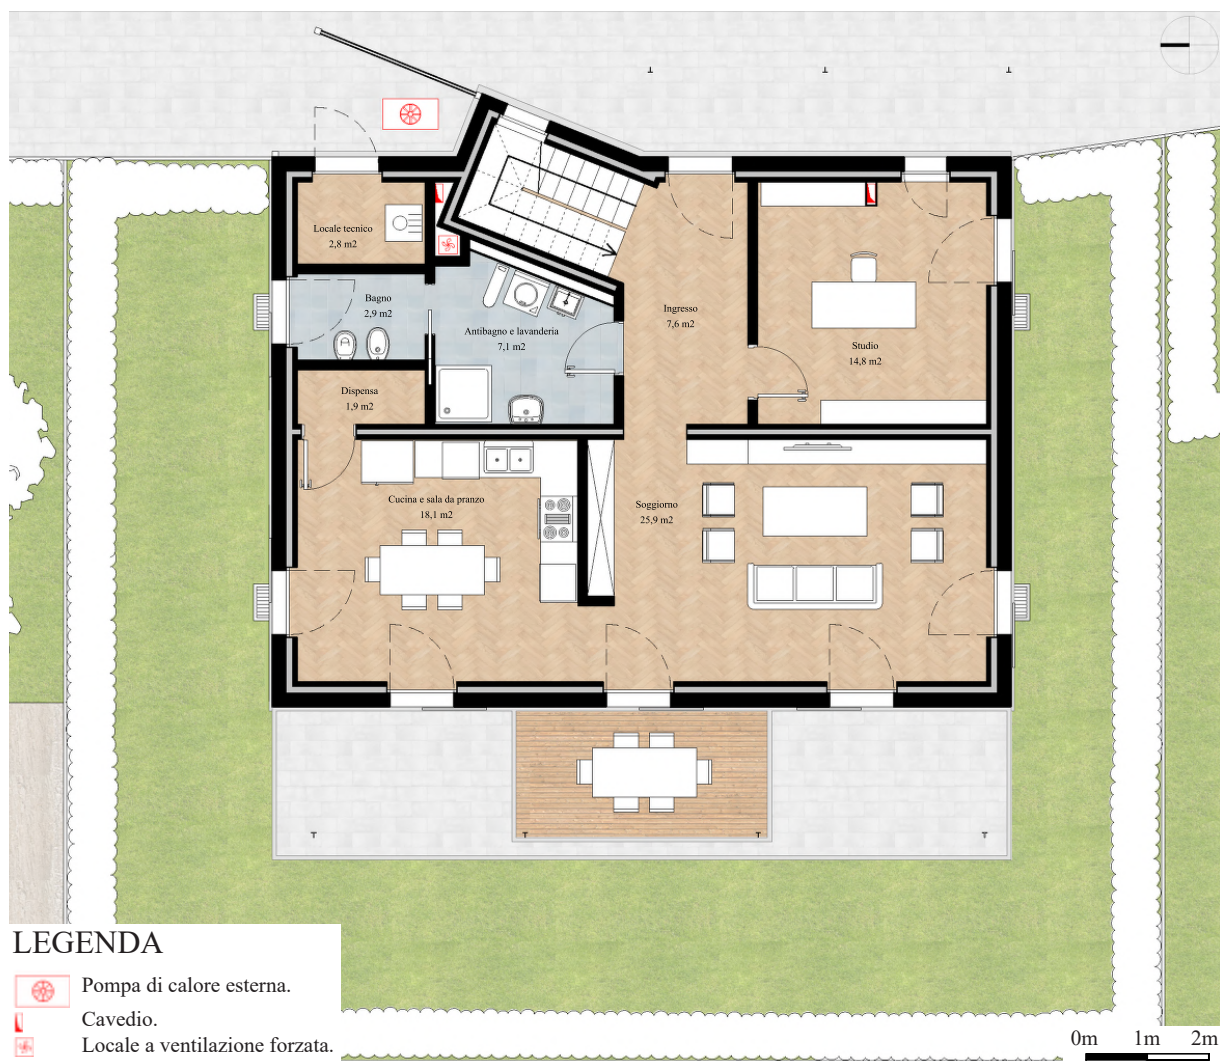 Locale tecnico
2,8 m2
Bagno
2,9 m2
Antibagno e lavanderia
7,1 m2
Ingresso
7,6 m2
Studio
14,8 m2
Dispensa
1,9 m2
Cucina e sala da pranzo
18,1 m2
Soggiorno
25,9 m2
LEGENDA
Pompa di calore esterna.
Cavedio.
Locale a ventilazione forzata.
0m 1m 2m